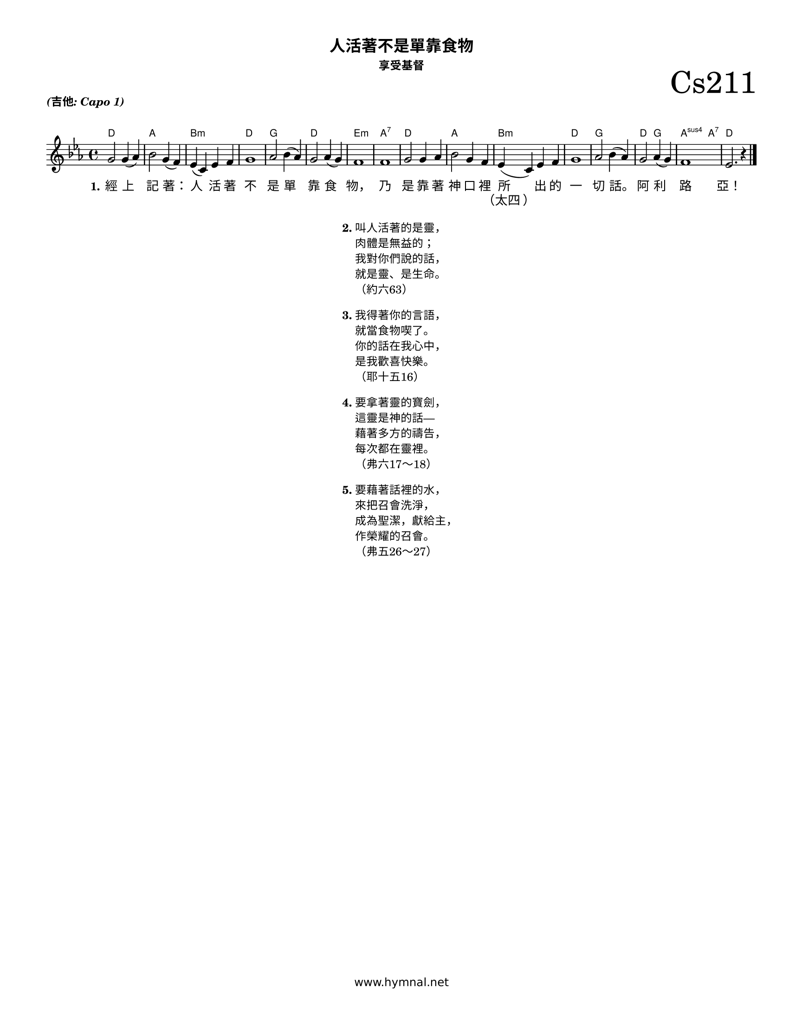 人活著不是單靠食物
享受基督
Cs211
(吉他: Capo 1)
D A Bm D G D Em A7 D A Bm D G D G Asus4 A7 D
1. 經上 記著：人 活著 不 是單 靠食 物， 乃 是靠著神口裡 所 出的 一 切話。阿利 路 亞！
（太四）
2. 叫人活著的是靈，
肉體是無益的；
我對你們說的話，
就是靈、是生命。
（約六63）
3. 我得著你的言語，
就當食物喫了。
你的話在我心中，
是我歡喜快樂。
（耶十五16）
4. 要拿著靈的寶劍，
這靈是神的話—
藉著多方的禱告，
每次都在靈裡。
（弗六17～18）
5. 要藉著話裡的水，
來把召會洗淨，
成為聖潔，獻給主，
作榮耀的召會。
（弗五26～27）
www.hymnal.net